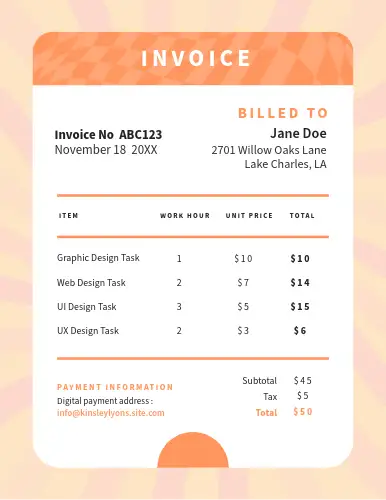 INVOICE
BILLED TO
Invoice No ABC123 Jane Doe
November 18 20XX 2701 Willow Oaks Lane
Lake Charles, LA
ITEM WORK HOUR UNIT PRICE TOTAL
Graphic Design Task 1 $10 $10
Web Design Task 2 $7 $14
UI Design Task 3 $5 $15
UX Design Task 2 $3 $6
Subtotal $45
PAYMENT INFORMATION
Tax $5
Digital payment address :
info@kinsleylyons.site.com Total $50